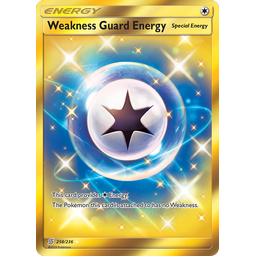 ENERGY
Weakness Guard Energy Special Energy
This card provides Energy.
The Pokémon this card is attached to has no Weakness.
258/236